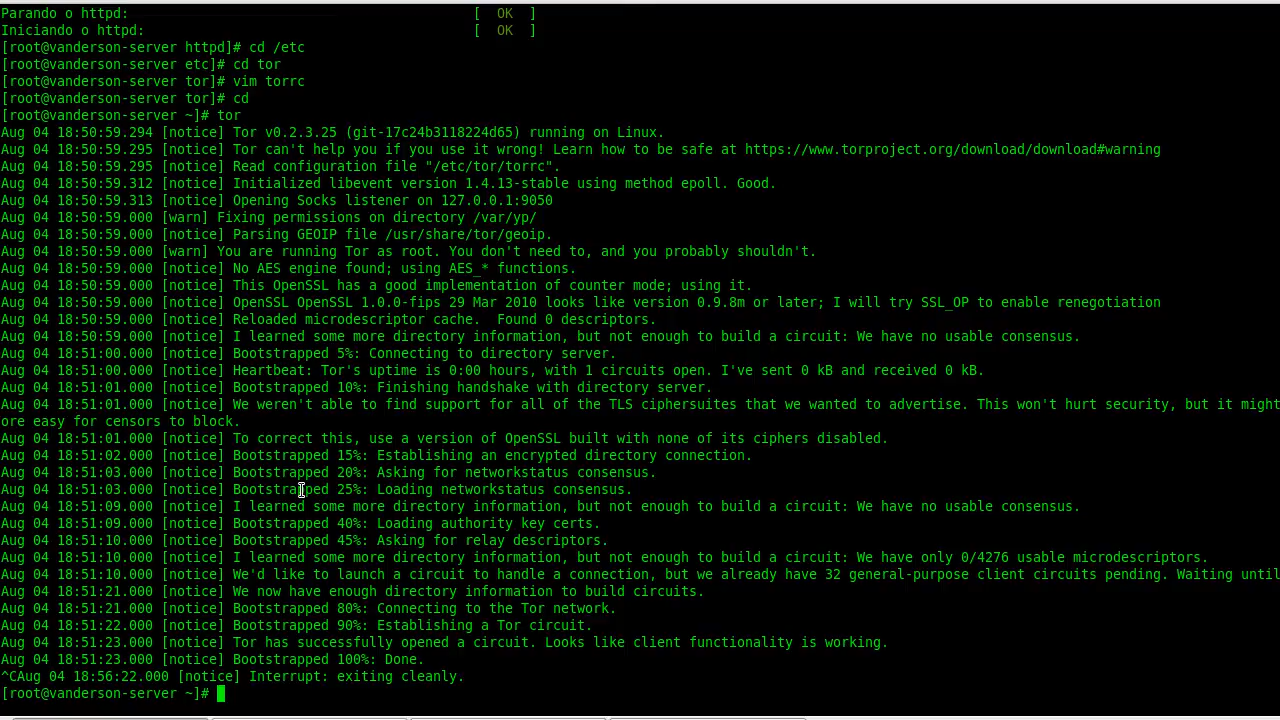 Parando o httpd: [ OK ]
Iniciando o httpd: [ OK ]
[root@vanderson-server httpd]# cd /etc
[root@vanderson-server etc]# cd tor
[root@vanderson-server tor]# vim torrc
[root@vanderson-server tor]# cd
[root@vanderson-server ~]# tor
Aug 04 18:50:59.294 [notice] Tor v0.2.3.25 (git-17c24b3118224d65) running on Linux.
Aug 04 18:50:59.295 [notice] Tor can't help you if you use it wrong! Learn how to be safe at https://www.torproject.org/download/download#warning
Aug 04 18:50:59.295 [notice] Read configuration file "/etc/tor/torrc".
Aug 04 18:50:59.312 [notice] Initialized libevent version 1.4.13-stable using method epoll. Good.
Aug 04 18:50:59.313 [notice] Opening Socks listener on 127.0.0.1:9050
Aug 04 18:50:59.000 [warn] Fixing permissions on directory /var/yp/
Aug 04 18:50:59.000 [notice] Parsing GEOIP file /usr/share/tor/geoip.
Aug 04 18:50:59.000 [warn] You are running Tor as root. You don't need to, and you probably shouldn't.
Aug 04 18:50:59.000 [notice] No AES engine found; using AES_* functions.
Aug 04 18:50:59.000 [notice] This OpenSSL has a good implementation of counter mode; using it.
Aug 04 18:50:59.000 [notice] OpenSSL OpenSSL 1.0.0-fips 29 Mar 2010 looks like version 0.9.8m or later; I will try SSL_OP to enable renegotiation
Aug 04 18:50:59.000 [notice] Reloaded microdescriptor cache.  Found 0 descriptors.
Aug 04 18:50:59.000 [notice] I learned some more directory information, but not enough to build a circuit: We have no usable consensus.
Aug 04 18:51:00.000 [notice] Bootstrapped 5%: Connecting to directory server.
Aug 04 18:51:00.000 [notice] Heartbeat: Tor's uptime is 0:00 hours, with 1 circuits open. I've sent 0 kB and received 0 kB.
Aug 04 18:51:01.000 [notice] Bootstrapped 10%: Finishing handshake with directory server.
Aug 04 18:51:01.000 [notice] We weren't able to find support for all of the TLS ciphersuites that we wanted to advertise. This won't hurt security, but it might
ore easy for censors to block.
Aug 04 18:51:01.000 [notice] To correct this, use a version of OpenSSL built with none of its ciphers disabled.
Aug 04 18:51:02.000 [notice] Bootstrapped 15%: Establishing an encrypted directory connection.
Aug 04 18:51:03.000 [notice] Bootstrapped 20%: Asking for networkstatus consensus.
Aug 04 18:51:03.000 [notice] Bootstrapped 25%: Loading networkstatus consensus.
Aug 04 18:51:09.000 [notice] I learned some more directory information, but not enough to build a circuit: We have no usable consensus.
Aug 04 18:51:09.000 [notice] Bootstrapped 40%: Loading authority key certs.
Aug 04 18:51:10.000 [notice] Bootstrapped 45%: Asking for relay descriptors.
Aug 04 18:51:10.000 [notice] I learned some more directory information, but not enough to build a circuit: We have only 0/4276 usable microdescriptors.
Aug 04 18:51:10.000 [notice] We'd like to launch a circuit to handle a connection, but we already have 32 general-purpose client circuits pending. Waiting until
Aug 04 18:51:21.000 [notice] We now have enough directory information to build circuits.
Aug 04 18:51:21.000 [notice] Bootstrapped 80%: Connecting to the Tor network.
Aug 04 18:51:22.000 [notice] Bootstrapped 90%: Establishing a Tor circuit.
Aug 04 18:51:23.000 [notice] Tor has successfully opened a circuit. Looks like client functionality is working.
Aug 04 18:51:23.000 [notice] Bootstrapped 100%: Done.
^CAug 04 18:56:22.000 [notice] Interrupt: exiting cleanly.
[root@vanderson-server ~]#